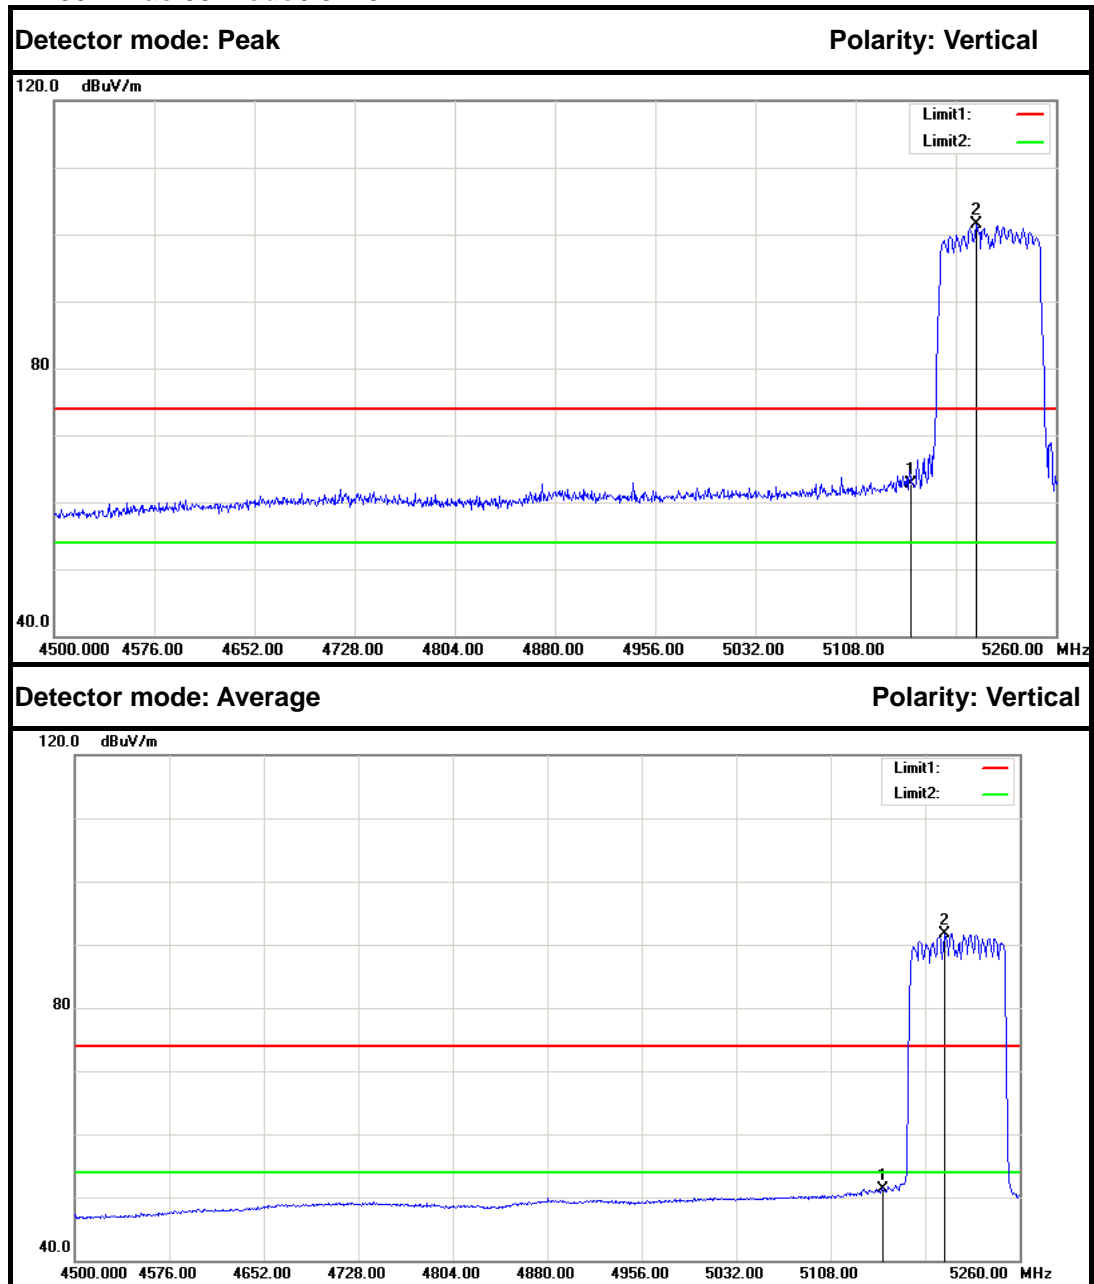 Detector mode: Peak Polarity: Vertical
120.0 dBuV/m
Limit1:
Limit2:
2
80
1
40.0
4500.000 4576.00 4652.00 4728.00 4804.00 4880.00 4956.00 5032.00 5108.00 5260.00 MHz
Detector mode: Average Polarity: Vertical
120.0 dBuV/m
Limit1:
Limit2:
2
80
1
40.0
4500.000 4576.00 4652.00 4728.00 4804.00 4880.00 4956.00 5032.00 5108.00 5260.00 MHz